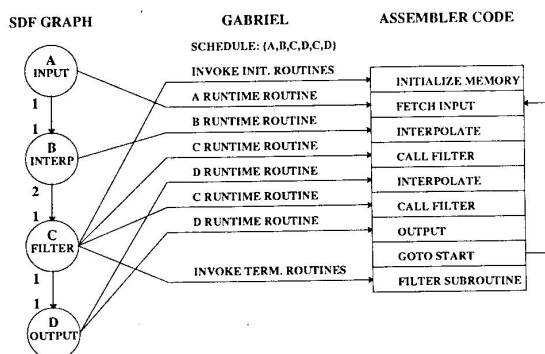 SDF GRAPH
GABRIEL
ASSEMBLER CODE
SCHEDULE: {A,B,C,D,C,D}
A
INPUT
1
1
B
INTERP
2
1
C
FILTER
1
1
D
OUTPUT
INVOKE INIT. ROUTINES
A RUNTIME ROUTINE
B RUNTIME ROUTINE
C RUNTIME ROUTINE
D RUNTIME ROUTINE
C RUNTIME ROUTINE
D RUNTIME ROUTINE
INVOKE TERM. ROUTINES
INITIALIZE MEMORY
FETCH INPUT
INTERPOLATE
CALL FILTER
INTERPOLATE
CALL FILTER
OUTPUT
GOTO START
FILTER SUBROUTINE